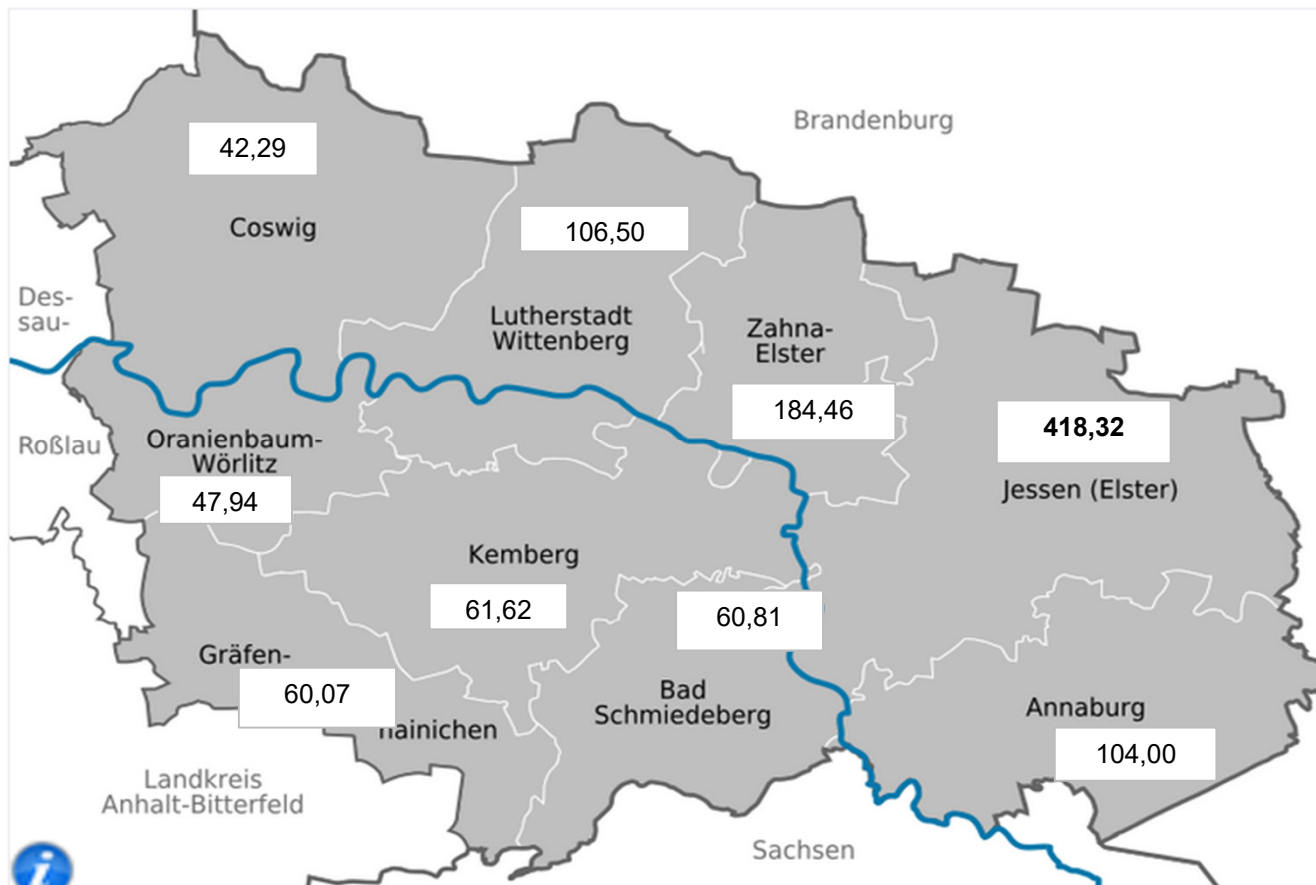 Brandenburg
42,29
Coswig
106,50
Des-
sau-
Lutherstadt
Wittenberg
Zahna-
Elster
184,46
418,32
Roßlau
Oranienbaum-
Wörlitz
47,94
Jessen (Elster)
Kemberg
61,62
60,81
Gräfen-
60,07
hainichen
Bad
Schmiedeberg
Annaburg
104,00
Landkreis
Anhalt-Bitterfeld
Sachsen
i